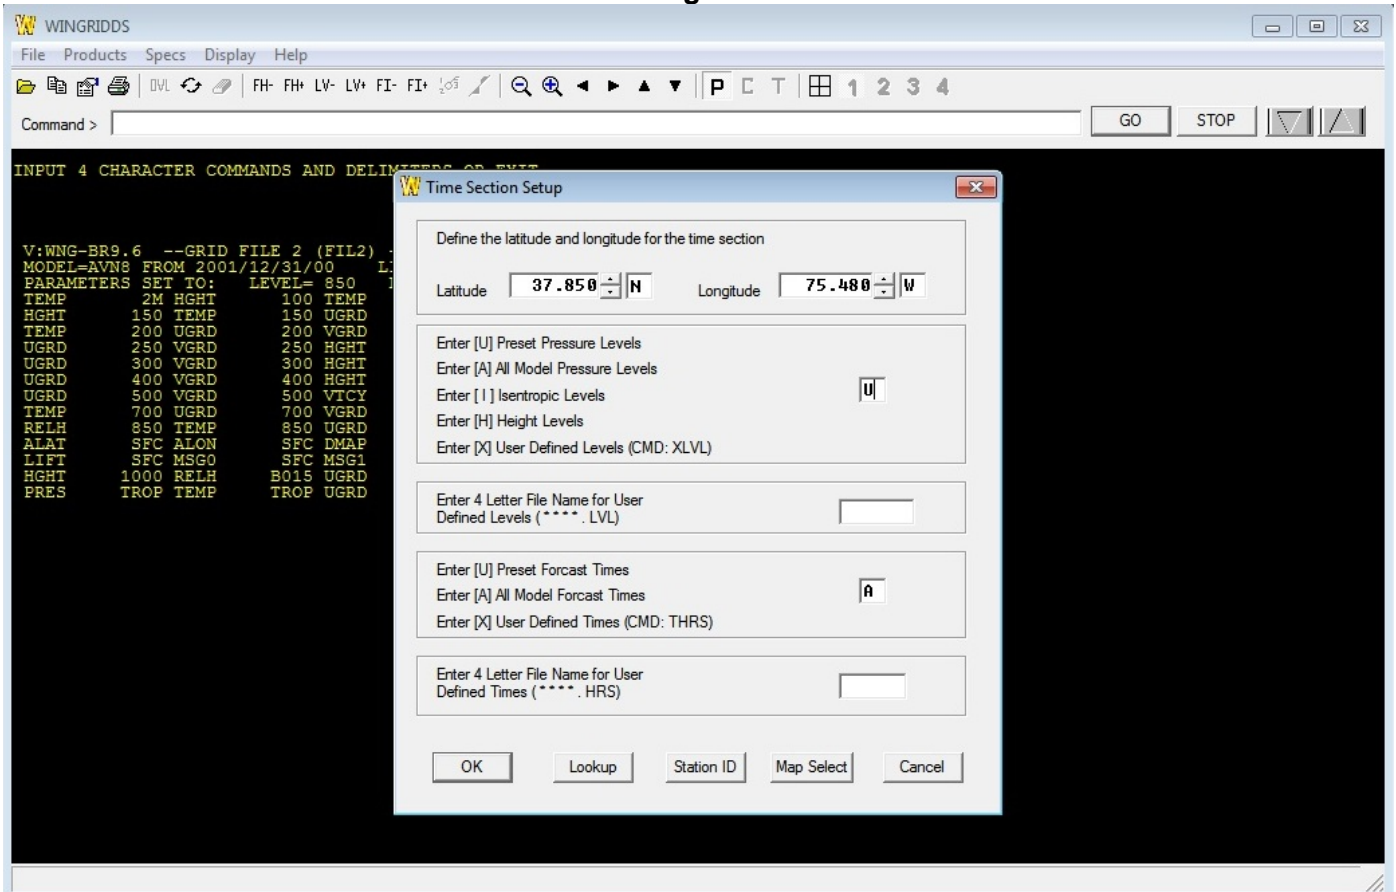 WINGRIDDS
File Products Specs Display Help
OVL FH- FH+ LV- LV+ FI- FI+ P C T 1 2 3 4
Command > GO STOP
INPUT 4 CHARACTER COMMANDS AND DELIMITERS OR EXIT
V:WNG-BR9.6 --GRID FILE 2 (FIL2)
MODEL=AVN8 FROM 2001/12/31/00
PARAMETERS SET TO: LEVEL= 850
TEMP 2M HGHT 100 TEMP
HGHT 150 TEMP 150 UGRD
TEMP 200 UGRD 200 VGRD
UGRD 250 VGRD 250 HGHT
UGRD 300 VGRD 300 HGHT
UGRD 400 VGRD 400 HGHT
UGRD 500 VGRD 500 VTCY
TEMP 700 UGRD 700 VGRD
RELH 850 TEMP 850 UGRD
ALAT SFC ALON SFC DMAP
LIFT SFC MSG0 SFC MSG1
HGHT 1000 RELH B015 UGRD
PRES TROP TEMP TROP UGRD
Time Section Setup
Define the latitude and longitude for the time section
Latitude 37.850 N Longitude 75.480 W
Enter [U] Preset Pressure Levels
Enter [A] All Model Pressure Levels
Enter [ I ] Isentropic Levels
U
Enter [H] Height Levels
Enter [X] User Defined Levels (CMD: XLVL)
Enter 4 Letter File Name for User
Defined Levels ( * * * * . LVL)
Enter [U] Preset Forcast Times
Enter [A] All Model Forcast Times
A
Enter [X] User Defined Times (CMD: THRS)
Enter 4 Letter File Name for User
Defined Times ( * * * * . HRS)
OK Lookup Station ID Map Select Cancel